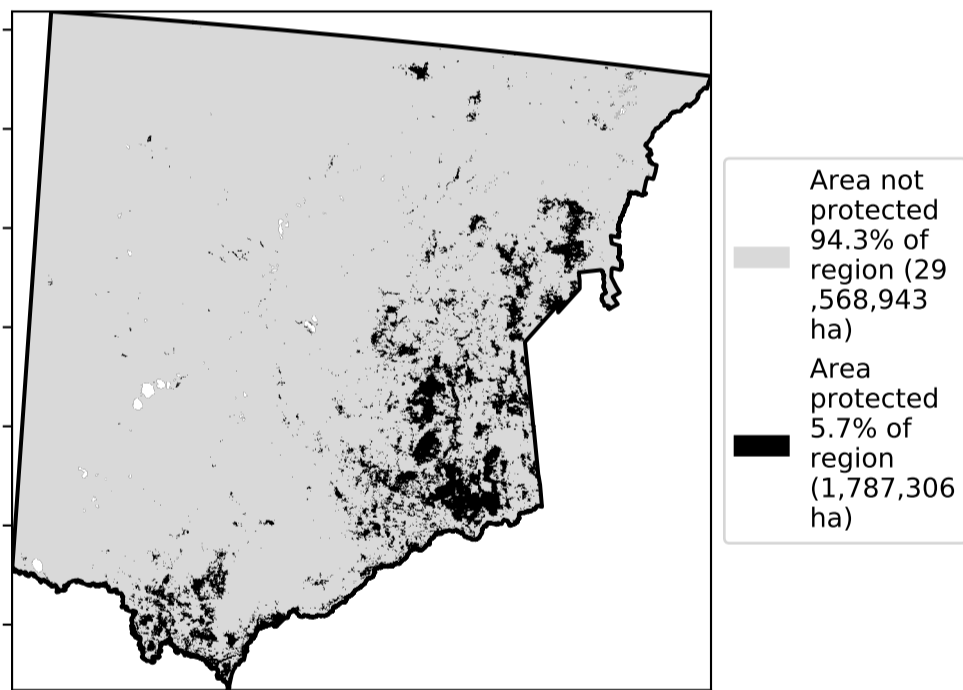 Area not
protected
94.3% of
region (29
,568,943
ha)
Area
protected
5.7% of
region
(1,787,306
ha)